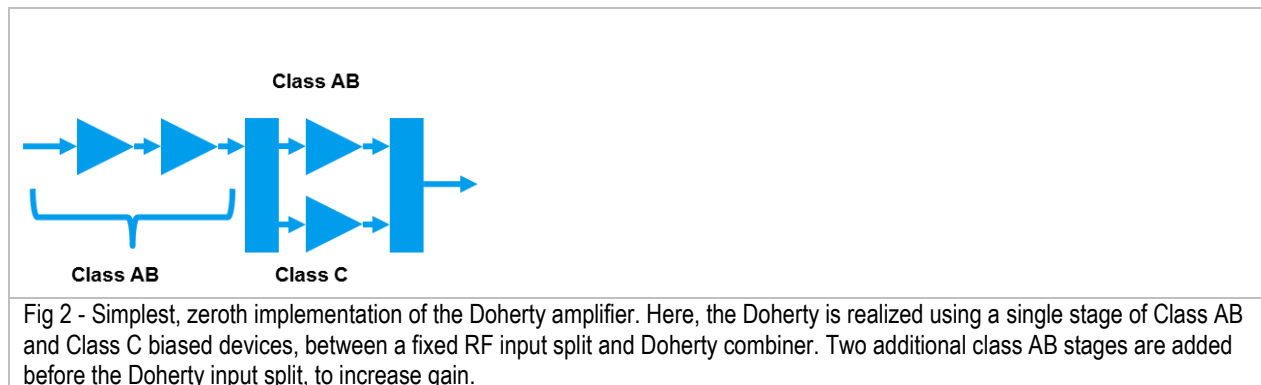 Class AB
Class AB
Class C
Fig 2 - Simplest, zeroth implementation of the Doherty amplifier. Here, the Doherty is realized using a single stage of Class AB
and Class C biased devices, between a fixed RF input split and Doherty combiner. Two additional class AB stages are added
before the Doherty input split, to increase gain.